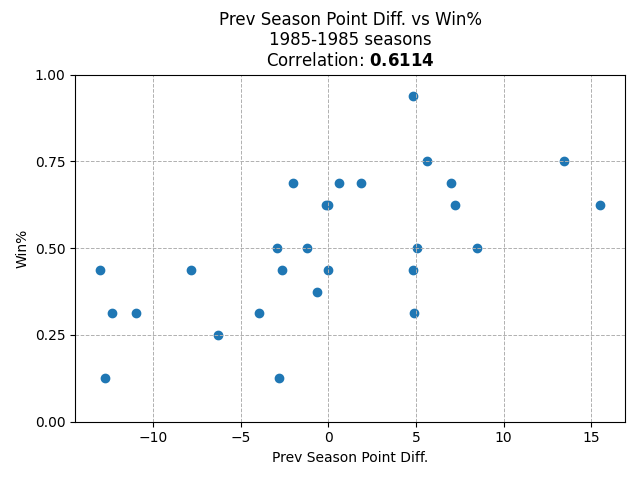 Prev Season Point Diff. vs Win%
1985-1985 seasons
Correlation: 0.6114
1.00
0.75
0.50
0.25
0.00
Win%
−10
−5
0
5
10
15
Prev Season Point Diff.